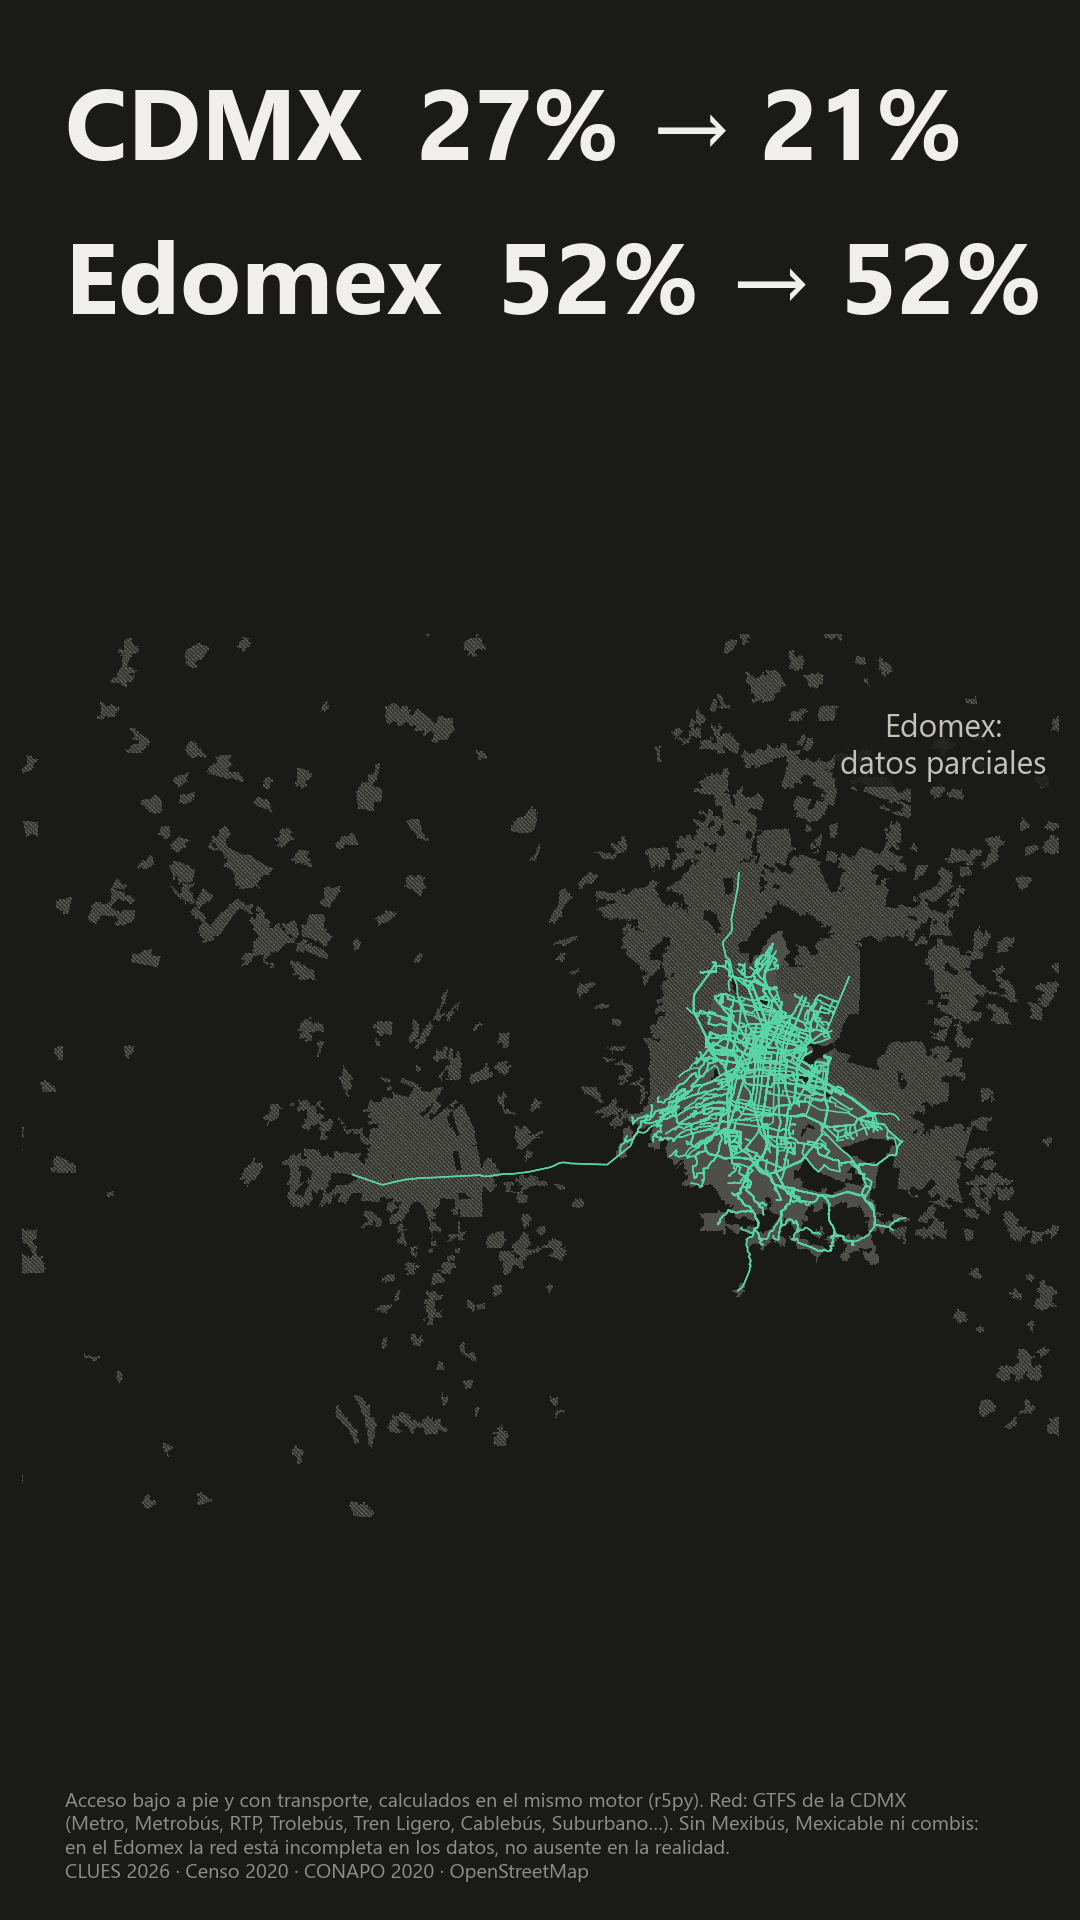 CDMX 27% → 21%
Edomex 52% → 52%
Edomex:
datos parciales
Acceso bajo a pie y con transporte, calculados en el mismo motor (r5py). Red: GTFS de la CDMX
(Metro, Metrobús, RTP, Trolebús, Tren Ligero, Cablebús, Suburbano...). Sin Mexibús, Mexicable ni combis:
en el Edomex la red está incompleta en los datos, no ausente en la realidad.
CLUES 2026 · Censo 2020 · CONAPO 2020 · OpenStreetMap